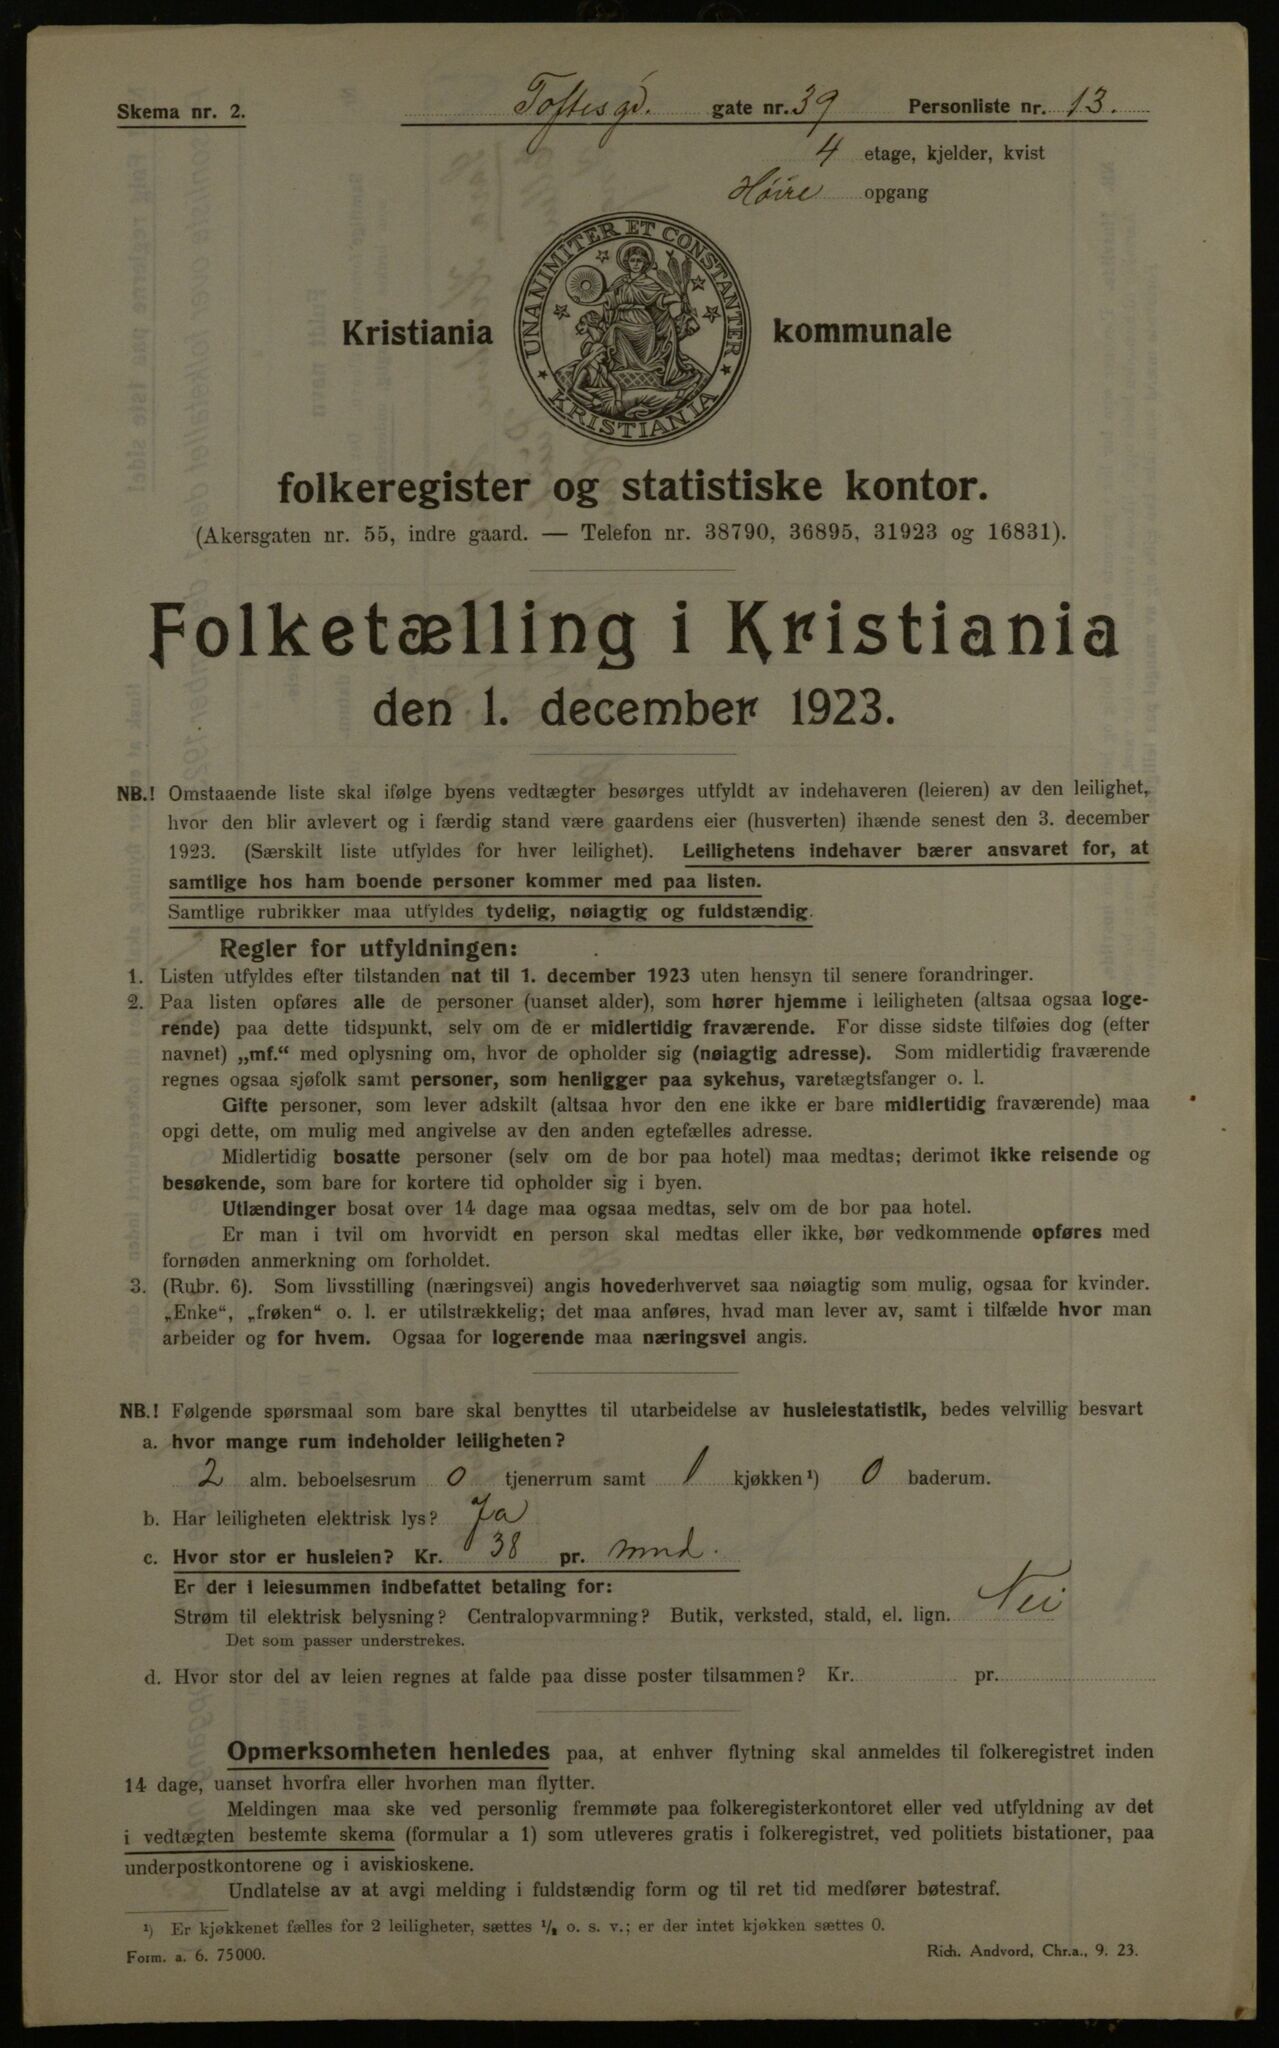 Skema nr. 2.
Toftesgd. gate nr. 39 Personliste nr. 13.
4 etage, kjelder, kvist
Høire opgang
UNANIMITER ET CONSTANTER
KRISTIANIA
Kristiania kommunale
folkeregister og statistiske kontor.
(Akersgaten nr. 55, indre gaard. — Telefon nr. 38790, 36895, 31923 og 16831).
Folketælling i Kristiania
den 1. december 1923.
NB.! Omstaaende liste skal ifølge byens vedtægter besørges utfyldt av indehaveren (leieren) av den leilighet,
hvor den blir avlevert og i færdig stand være gaardens eier (husverten) ihænde senest den 3. december
1923. (Særskilt liste utfyldes for hver leilighet). Leilighetens indehaver bærer ansvaret for, at
samtlige hos ham boende personer kommer med paa listen.
Samtlige rubrikker maa utfyldes tydelig, nøiagtig og fuldstændig.
Regler for utfyldningen:
1. Listen utfyldes efter tilstanden nat til 1. december 1923 uten hensyn til senere forandringer.
2. Paa listen opføres alle de personer (uanset alder), som hører hjemme i leiligheten (altsaa ogsaa loge-
rende) paa dette tidspunkt, selv om de er midlertidig fraværende. For disse sidste tilføies dog (efter
navnet) „mf.“ med oplysning om, hvor de opholder sig (nøiagtig adresse). Som midlertidig fraværende
regnes ogsaa sjøfolk samt personer, som henligger paa sykehus, varetægtsfanger o. l.
Gifte personer, som lever adskilt (altsaa hvor den ene ikke er bare midlertidig fraværende) maa
opgi dette, om mulig med angivelse av den anden egtefælles adresse.
Midlertidig bosatte personer (selv om de bor paa hotel) maa medtas; derimot ikke reisende og
besøkende, som bare for kortere tid opholder sig i byen.
Utlændinger bosat over 14 dage maa ogsaa medtas, selv om de bor paa hotel.
Er man i tvil om hvorvidt en person skal medtas eller ikke, bør vedkommende opføres med
fornøden anmerkning om forholdet.
3. (Rubr. 6). Som livsstilling (næringsvei) angis hovederhvervet saa nøiagtig som mulig, ogsaa for kvinder.
„Enke“, „frøken“ o. l. er utilstrækkelig; det maa anføres, hvad man lever av, samt i tilfælde hvor man
arbeider og for hvem. Ogsaa for logerende maa næringsvei angis.
NB.! Følgende spørsmaal som bare skal benyttes til utarbeidelse av husleiestatistik, bedes velvillig besvart
a. hvor mange rum indeholder leiligheten?
2 alm. beboelsesrum 0 tjenerrum samt 1 kjøkken ¹) 0 baderum.
b. Har leiligheten elektrisk lys? Ja
c. Hvor stor er husleien? Kr. 38 pr. mnd.
Er der i leiesummen indbefattet betaling for:
Strøm til elektrisk belysning? Centralopvarmning? Butik, verksted, stald, el. lign. Nei
Det som passer understrekes.
d. Hvor stor del av leien regnes at falde paa disse poster tilsammen? Kr. pr.
Opmerksomheten henledes paa, at enhver flytning skal anmeldes til folkeregistret inden
14 dage, uanset hvorfra eller hvorhen man flytter.
Meldingen maa ske ved personlig fremmøte paa folkeregisterkontoret eller ved utfyldning av det
i vedtægten bestemte skema (formular a 1) som utleveres gratis i folkeregistret, ved politiets bistationer, paa
underpostkontorene og i aviskioskene.
Undlatelse av at avgi melding i fuldstændig form og til ret tid medfører bøtestraf.
¹) Er kjøkkenet fælles for 2 leiligheter, sættes ½ o. s. v.; er der intet kjøkken sættes 0.
Form. a. 6. 75000. Rich. Andvord, Chr.a., 9. 23.